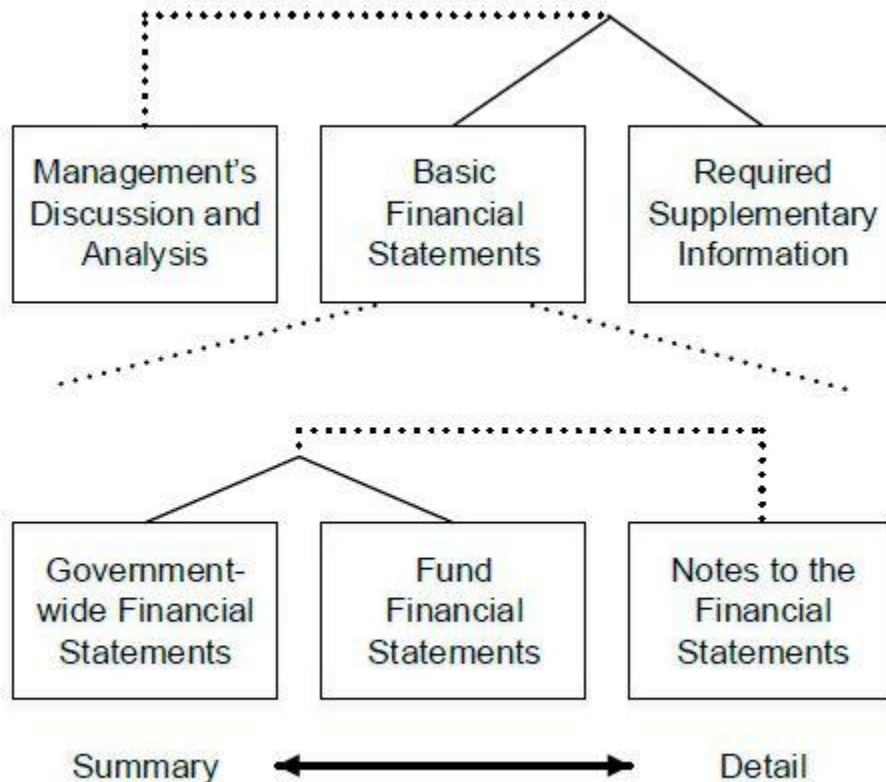 Management's
Discussion and
Analysis
Basic
Financial
Statements
Required
Supplementary
Information
Government-
wide Financial
Statements
Fund
Financial
Statements
Notes to the
Financial
Statements
Summary
Detail